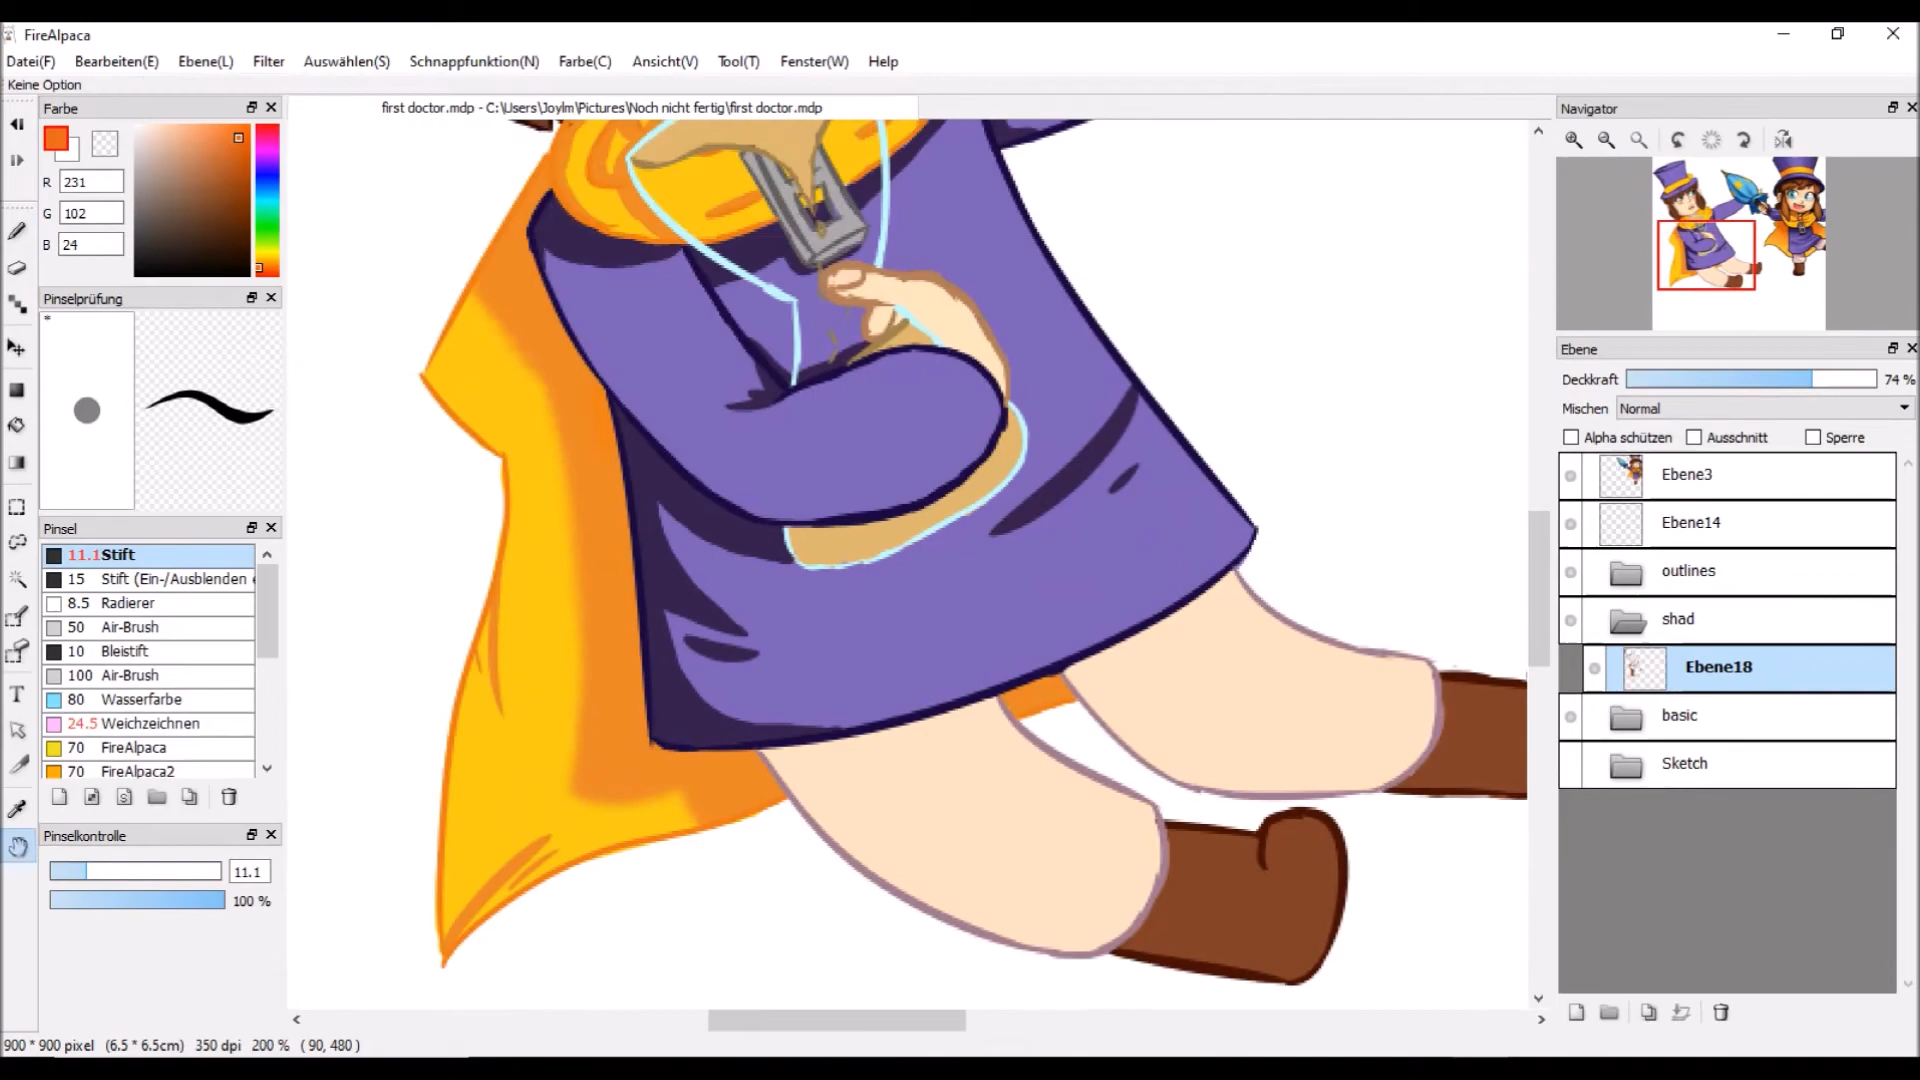 FireAlpaca
Datei(F) Bearbeiten(E) Ebene(L) Filter Auswählen(S) Schnappfunktion(N) Farbe(C) Ansicht(V) Tool(T) Fenster(W) Help
Keine Option
Farbe
first doctor.mdp - C:\Users\Joylm\Pictures\Noch nicht fertig\first doctor.mdp
Navigator
R 231
G 102
B 24
Pinselprüfung
*
Ebene
Deckkraft 74 %
Mischen Normal
Alpha schützen Ausschnitt Sperre
Ebene3
Ebene14
outlines
shad
Ebene18
basic
Sketch
Pinsel
11.1 Stift
15 Stift (Ein-/Ausblenden e
8.5 Radierer
50 Air-Brush
10 Bleistift
100 Air-Brush
80 Wasserfarbe
24.5 Weichzeichnen
70 FireAlpaca
70 FireAlpaca2
T
Pinselkontrolle
11.1
100 %
900 * 900 pixel (6.5 * 6.5cm) 350 dpi 200 % ( 90, 480 )